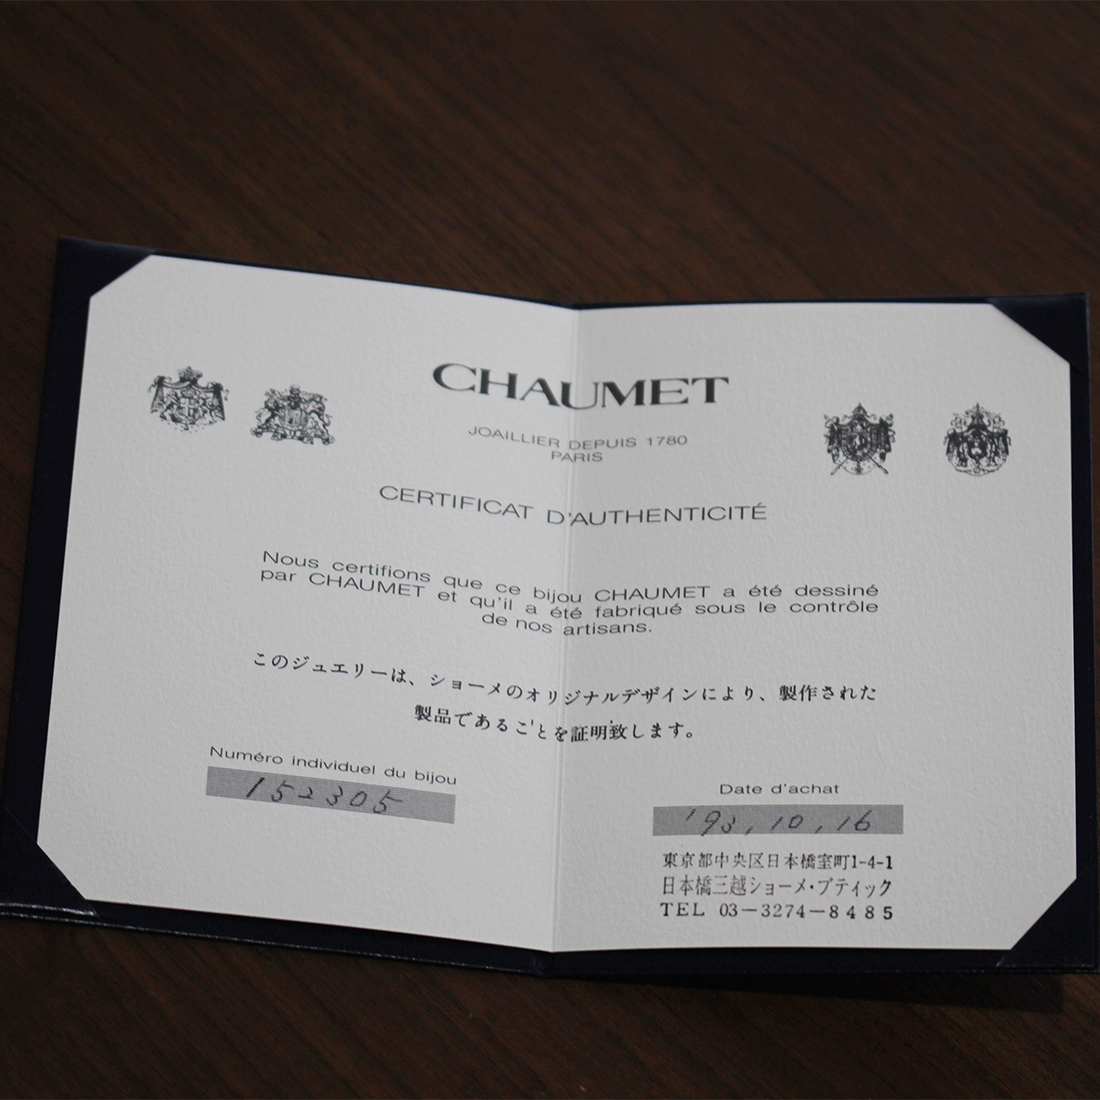 CHAUMET
JOAILLIER DEPUIS 1780
PARIS
CERTIFICAT D'AUTHENTICITÉ
Nous certifions que ce bijou CHAUMET a été dessiné
par CHAUMET et qu'il a été fabriqué sous le contrôle
de nos artisans.
このジュエリーは、ショーメのオリジナルデザインにより、製作された
製品であることを証明致します。
Numéro individuel du bijou
152305
Date d'achat
'93,10,16
東京都中央区日本橋室町1-4-1
日本橋三越ショーメ・ブティック
TEL 03-3274-8485